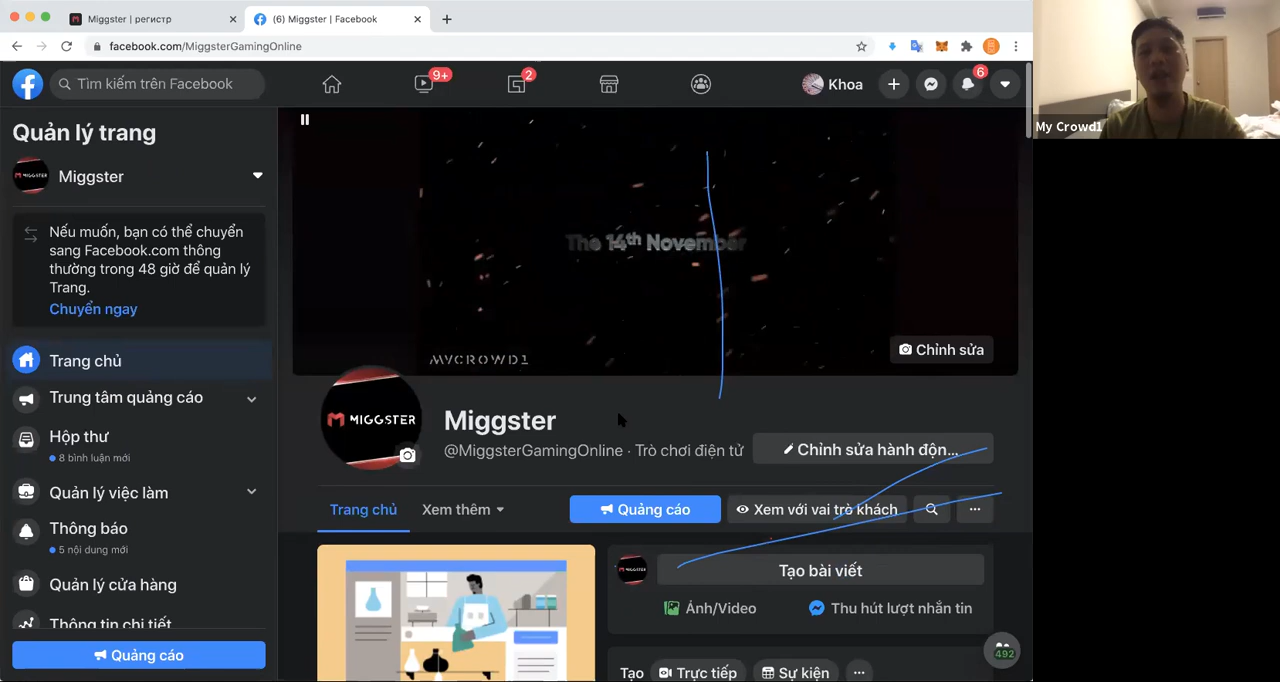 Miggster | регистр
(6) Miggster | Facebook
facebook.com/MiggsterGamingOnline
Tìm kiếm trên Facebook
9+
2
Khoa
6
My Crowd1
Quản lý trang
MIGGSTER
Miggster
Nếu muốn, bạn có thể chuyển
sang Facebook.com thông
thường trong 48 giờ để quản lý
Trang.
Chuyển ngay
Trang chủ
Trung tâm quảng cáo
Hộp thư
8 bình luận mới
Quản lý việc làm
Thông báo
5 nội dung mới
Quản lý cửa hàng
Thông tin chi tiết
Quảng cáo
The 14th November
MYCROWD1
Chỉnh sửa
MIGGSTER
Miggster
@MiggsterGamingOnline · Trò chơi điện tử
Chỉnh sửa hành độn...
Trang chủ
Xem thêm
Quảng cáo
Xem với vai trò khách
MIGGSTER
Tạo bài viết
Ảnh/Video
Thu hút lượt nhắn tin
Tạo
Trực tiếp
Sự kiện
492